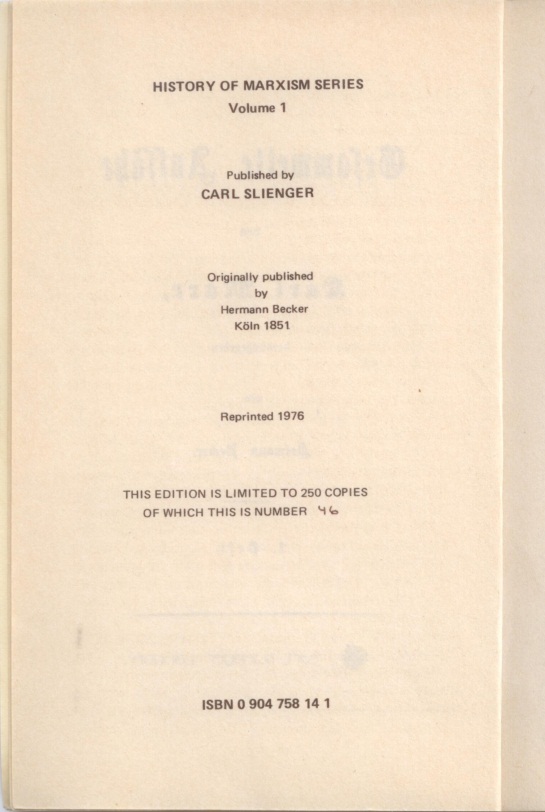 HISTORY OF MARXISM SERIES
Volume 1
Published by
CARL SLIENGER
Originally published
by
Hermann Becker
Köln 1851
Reprinted 1976
THIS EDITION IS LIMITED TO 250 COPIES
OF WHICH THIS IS NUMBER 46
ISBN 0 904 758 14 1